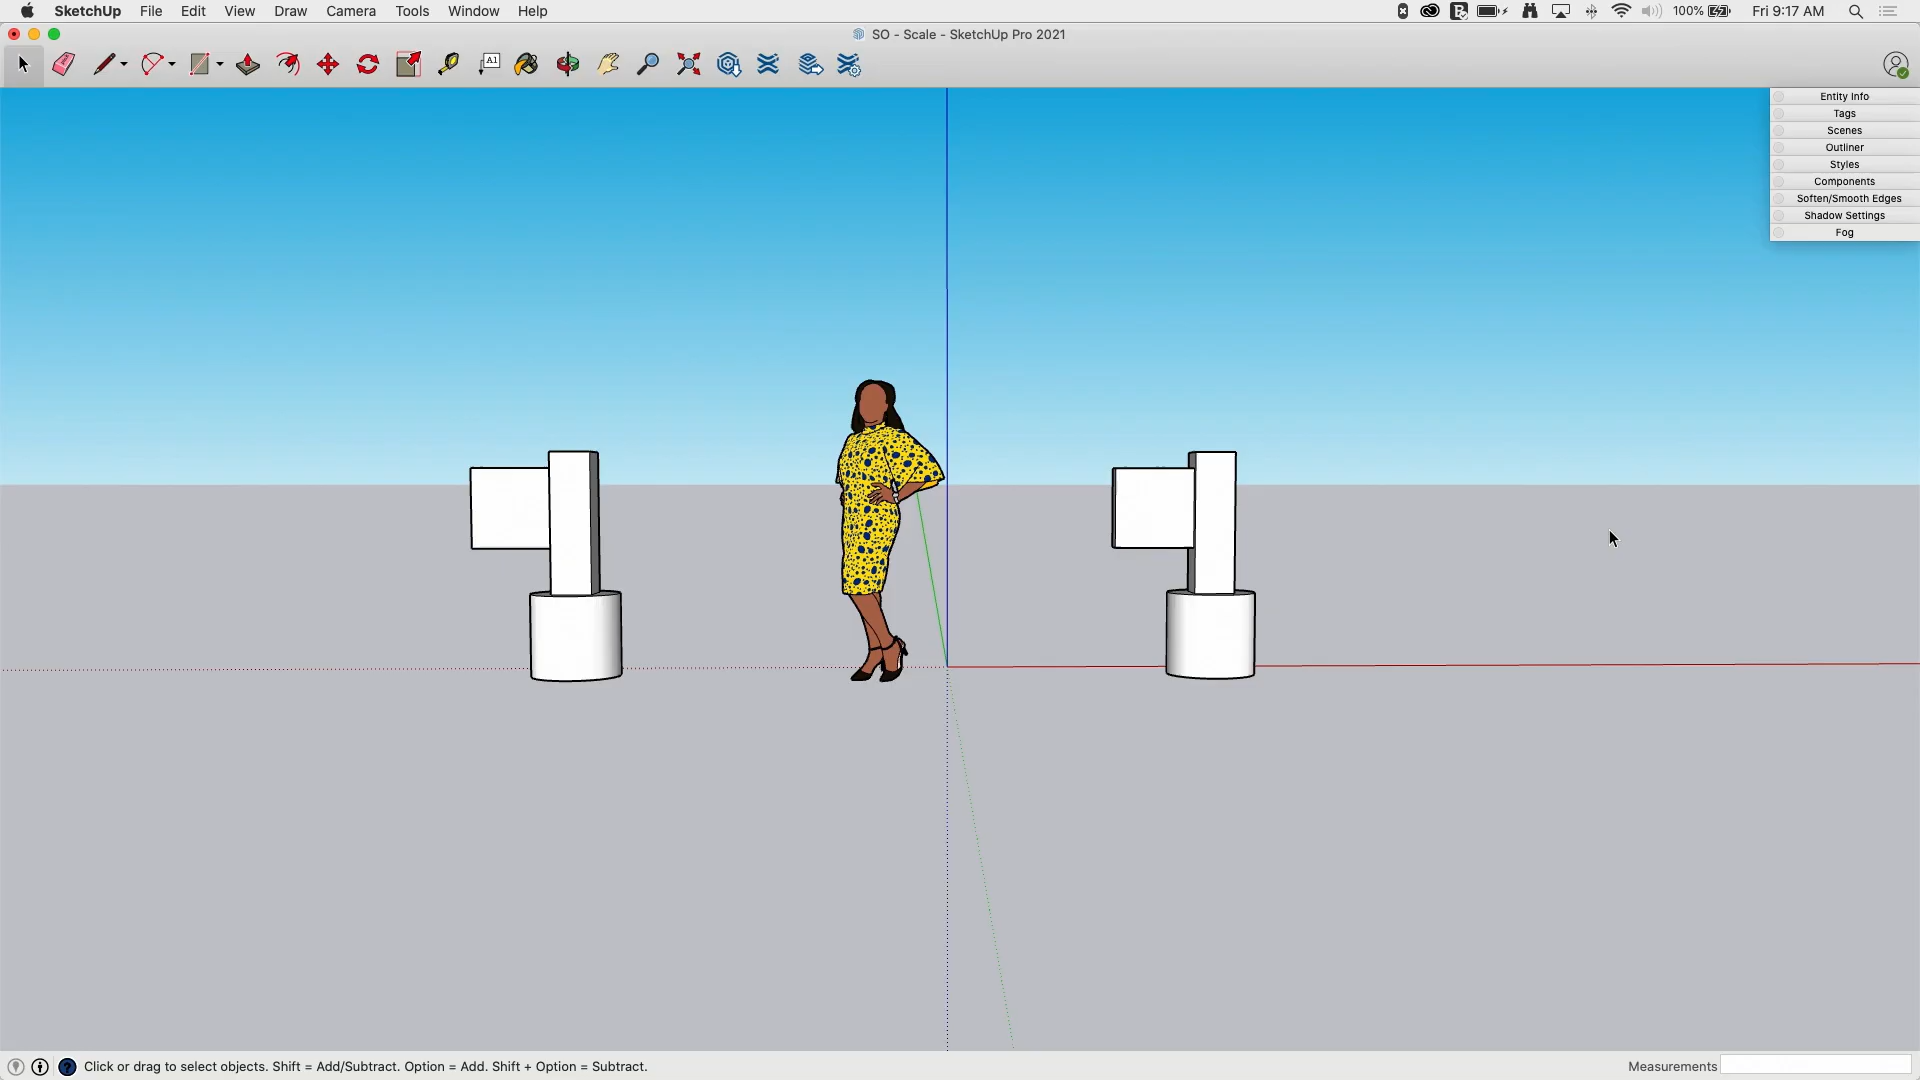 SketchUp File Edit View Draw Camera Tools Window Help 100% Fri 9:17 AM
SO - Scale - SketchUp Pro 2021
A1
Entity Info
Tags
Scenes
Outliner
Styles
Components
Soften/Smooth Edges
Shadow Settings
Fog
Click or drag to select objects. Shift = Add/Subtract. Option = Add. Shift + Option = Subtract. Measurements